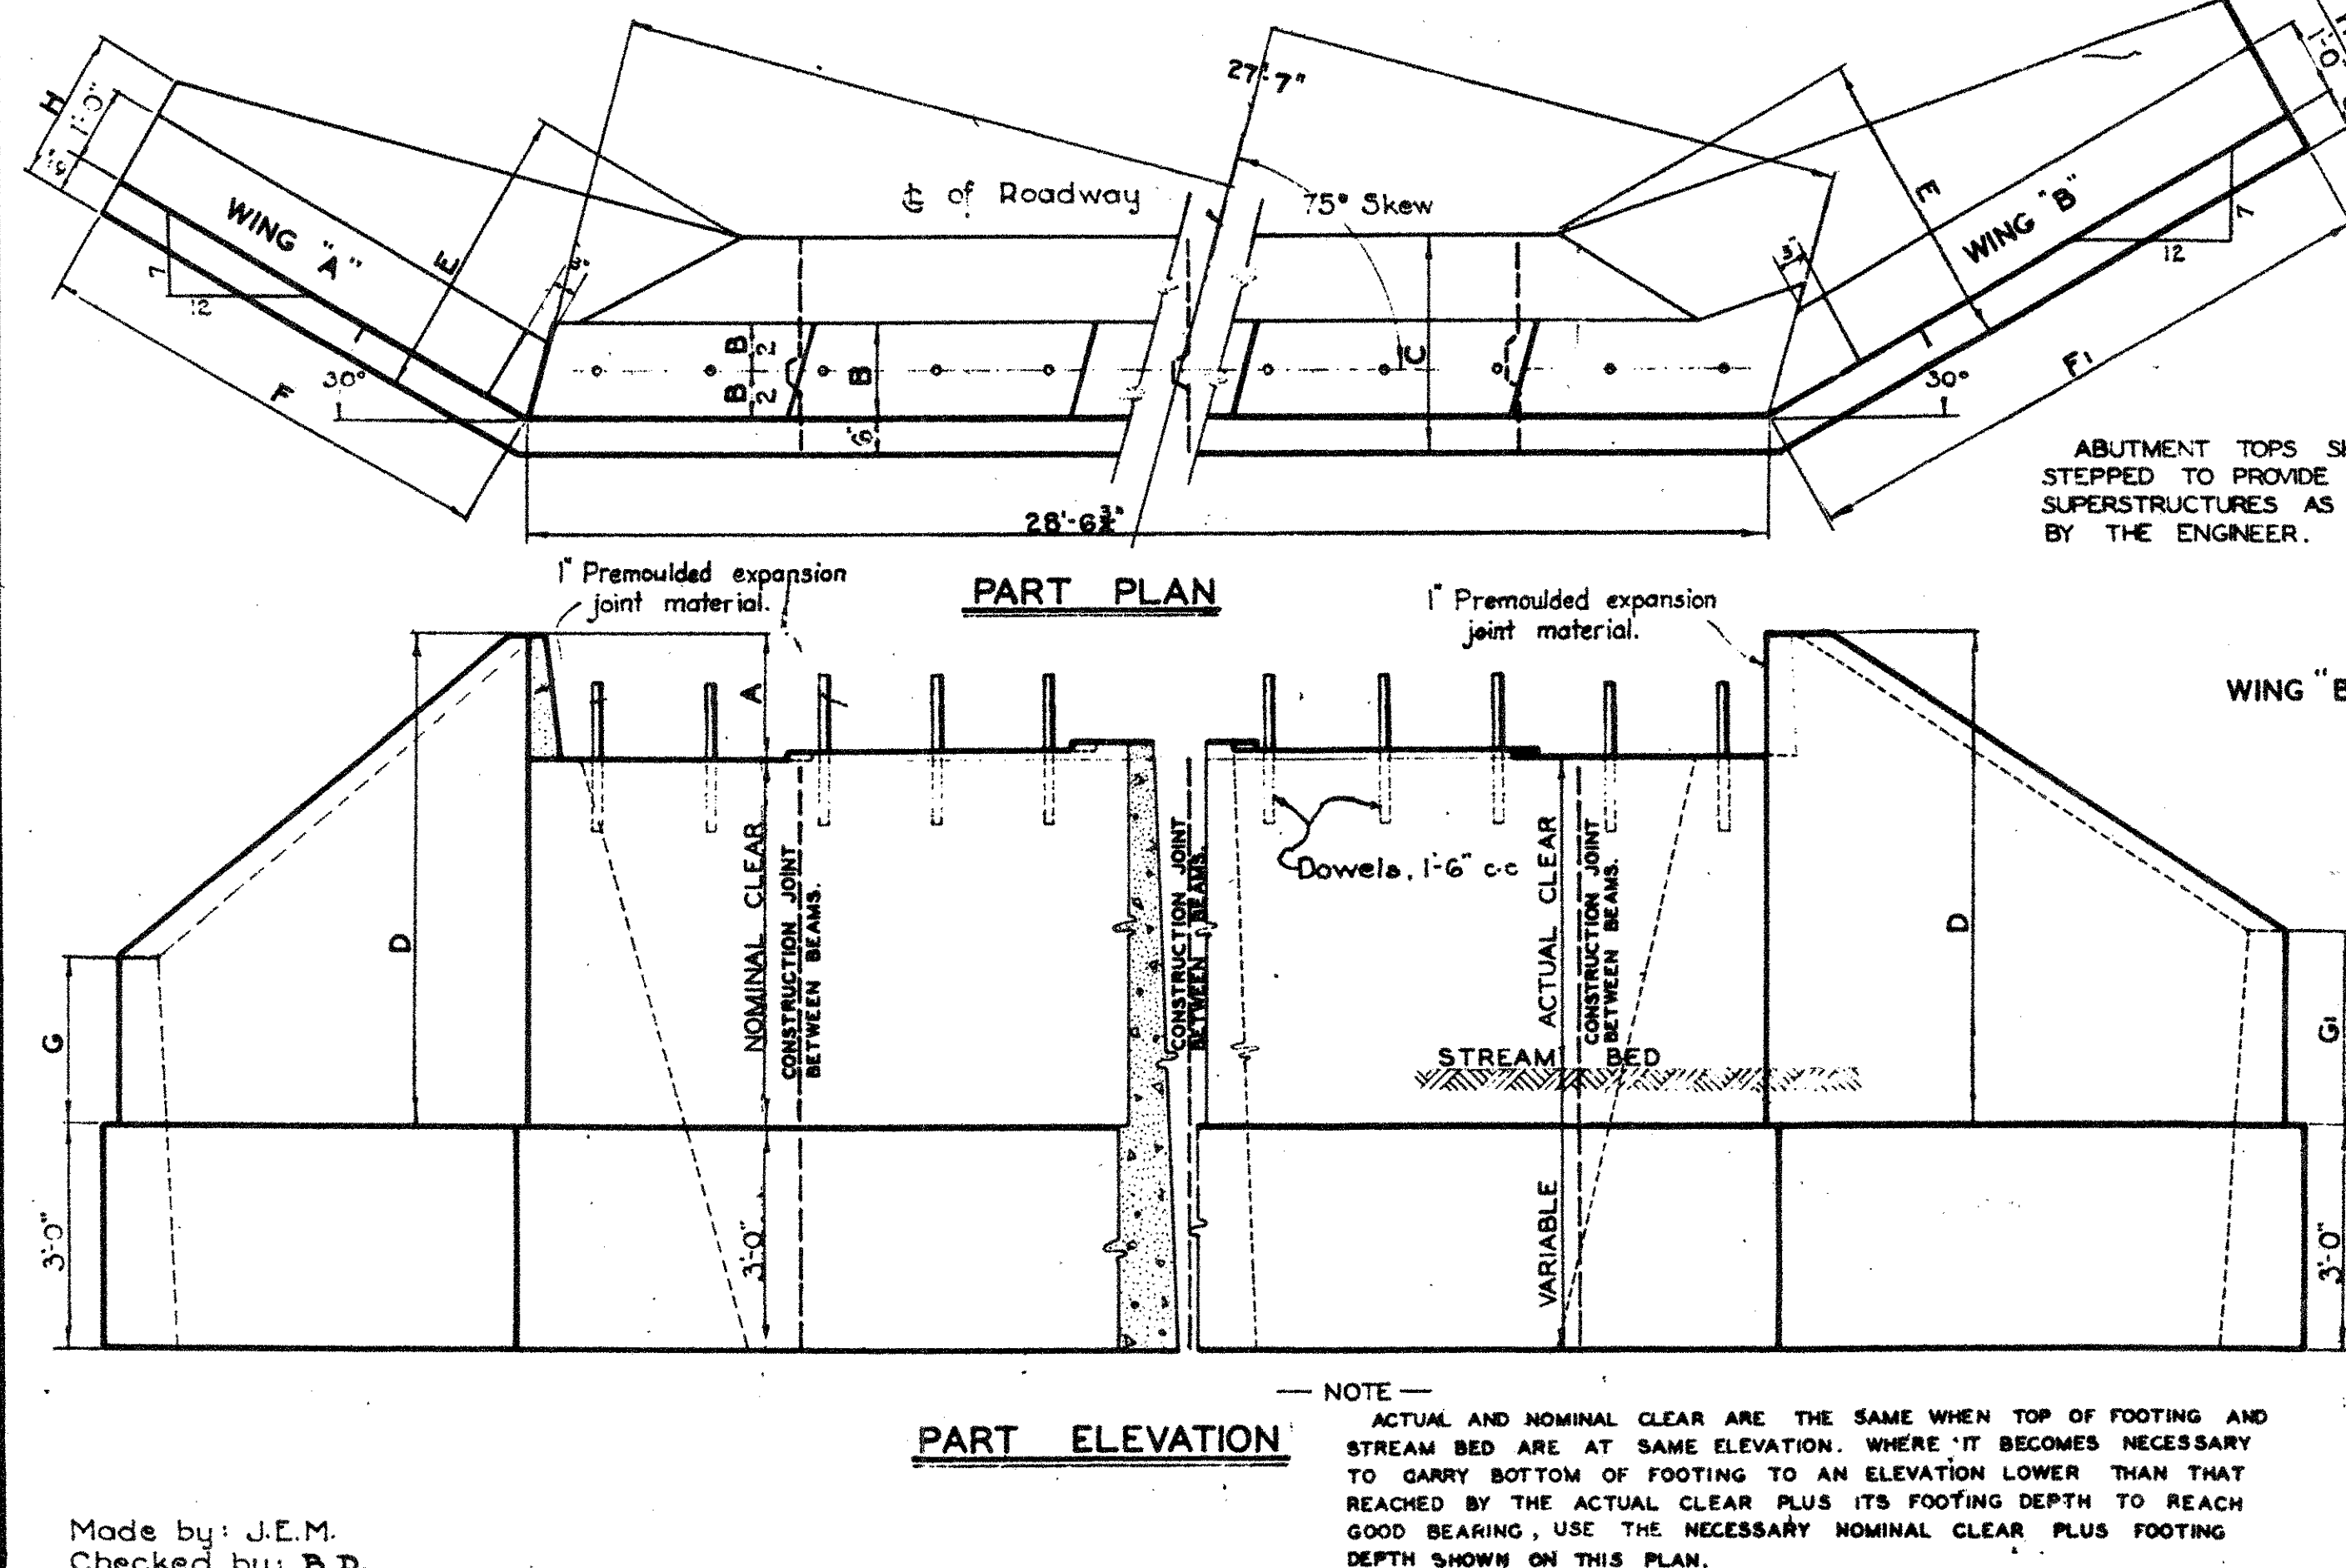 27'-7"
H
1'-0"
6"
WING "A"
7
12
30°
F
E
3"
℄ of Roadway
75° Skew
B
2
B
2
B
6"
C
3"
E
WING "B"
7
12
30°
F1
1'-0"
28'-6¾"
ABUTMENT TOPS
STEPPED TO PROVIDE
SUPERSTRUCTURES AS
BY THE ENGINEER.
PART PLAN
1" Premoulded expansion
joint material.
1" Premoulded expansion
joint material.
WING "B
A
D
G
3'-0"
NOMINAL CLEAR
3'-0"
CONSTRUCTION JOINT
BETWEEN BEAMS.
CONSTRUCTION JOINT
BETWEEN BEAMS.
Dowels, 1'-6" c-c
ACTUAL CLEAR
VARIABLE
CONSTRUCTION JOINT
BETWEEN BEAMS.
STREAM BED
D
G1
3'-0"
PART ELEVATION
— NOTE —
ACTUAL AND NOMINAL CLEAR ARE THE SAME WHEN TOP OF FOOTING AND
STREAM BED ARE AT SAME ELEVATION. WHERE IT BECOMES NECESSARY
TO CARRY BOTTOM OF FOOTING TO AN ELEVATION LOWER THAN THAT
REACHED BY THE ACTUAL CLEAR PLUS ITS FOOTING DEPTH TO REACH
GOOD BEARING, USE THE NECESSARY NOMINAL CLEAR PLUS FOOTING
DEPTH SHOWN ON THIS PLAN.
Made by: J.E.M.
Checked by: B.D.